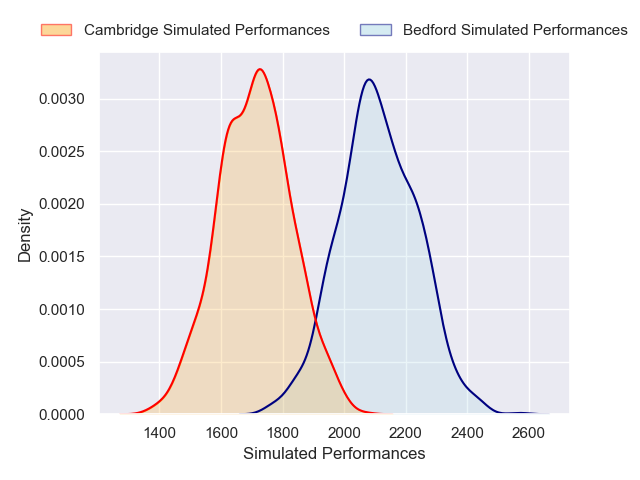 Cambridge Simulated Performances Bedford Simulated Performances
0.0030
0.0025
0.0020
0.0015
0.0010
0.0005
0.0000
Density
1400 1600 1800 2000 2200 2400 2600
Simulated Performances